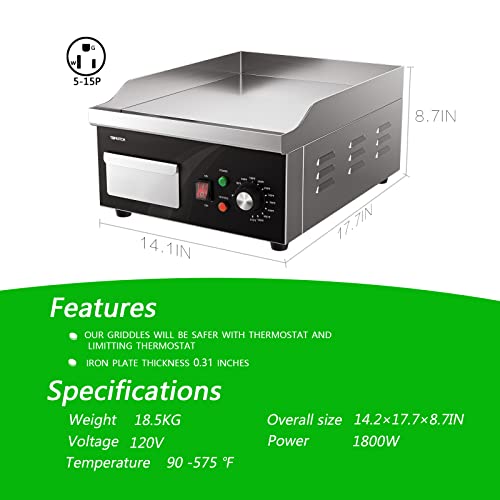 G
W
5-15P
8.7IN
14.1IN
17.7IN
Features
OUR GRIDDLES WILL BE SAFER WITH THERMOSTAT AND
LIMITTING THERMOSTAT
IRON PLATE THICKNESS 0.31 INCHES
Specifications
Weight 18.5KG
Overall size 14.2×17.7×8.7IN
Voltage 120V
Power 1800W
Temperature 90 -575 ℉